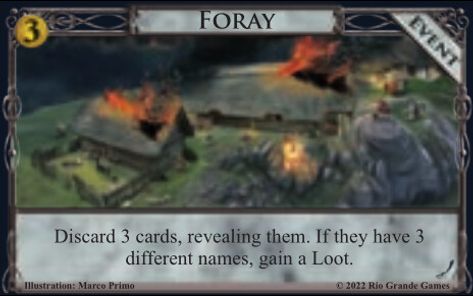 FORAY
3
EVENT
Discard 3 cards, revealing them. If they have 3
different names, gain a Loot.
Illustration: Marco Primo © 2022 Rio Grande Games